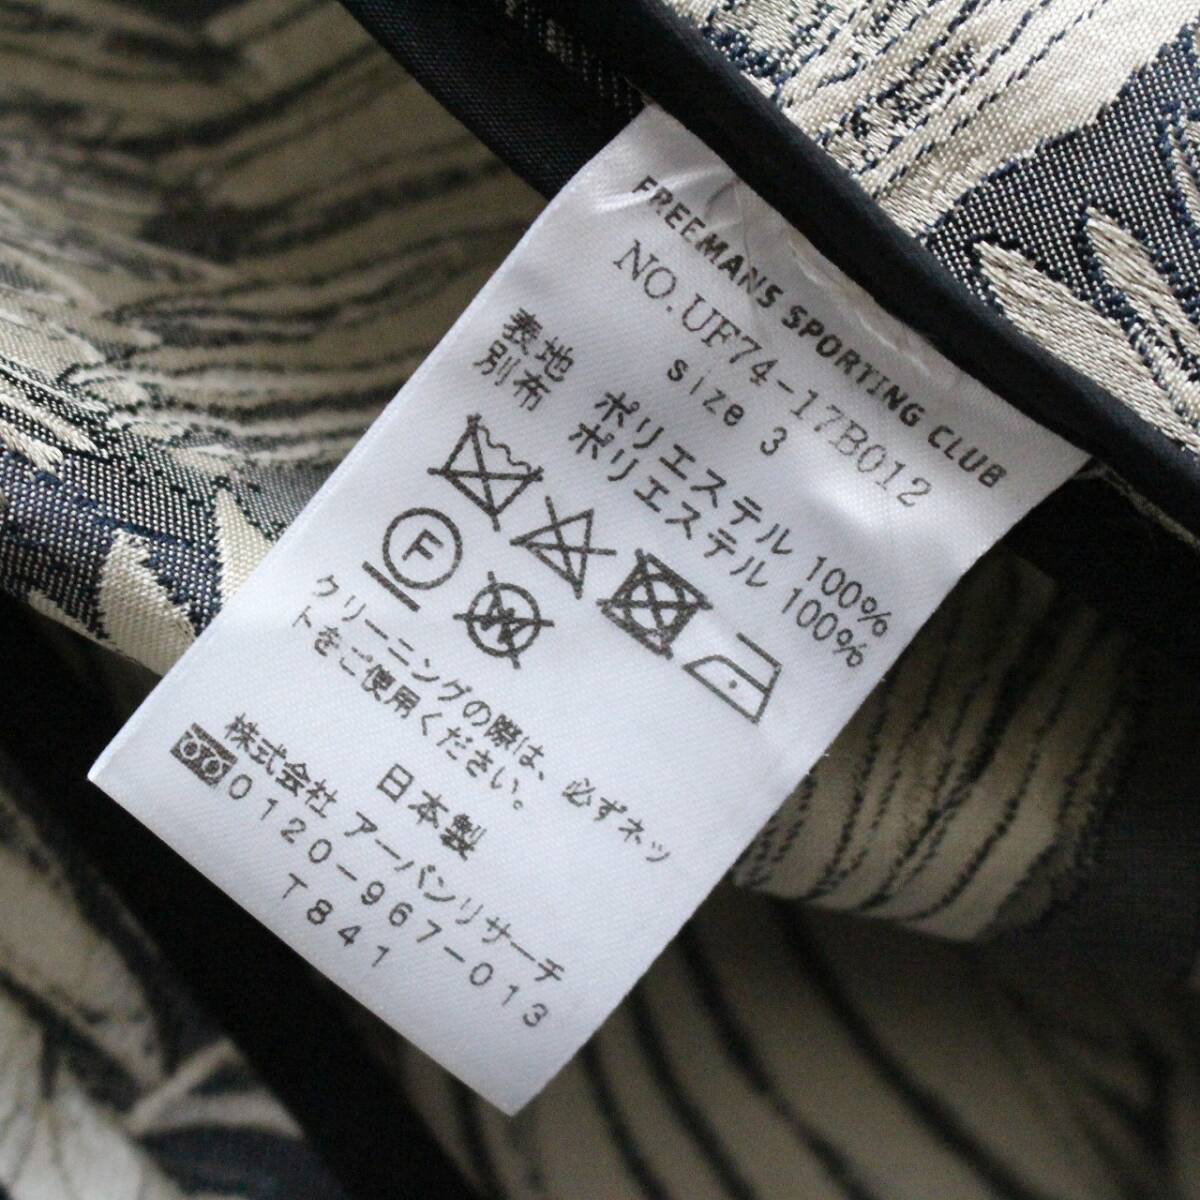 FREEMANS SPORTING CLUB
NO.UF74-17B012
size 3
表地 ポリエステル 100%
別布 ポリエステル 100%
F
W
クリーニングの際は、必ずネッ
トをご使用ください。
日本製
株式会社 アーバンリサーチ
0120-967-013
T841